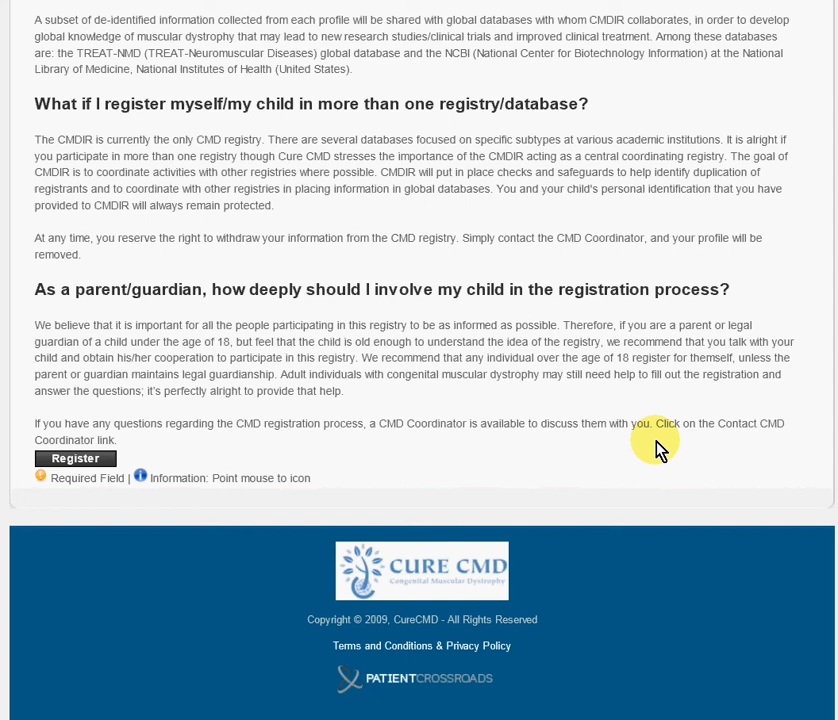 A subset of de-identified information collected from each profile will be shared with global databases with whom CMDIR collaborates, in order to develop
global knowledge of muscular dystrophy that may lead to new research studies/clinical trials and improved clinical treatment. Among these databases
are: the TREAT-NMD (TREAT-Neuromuscular Diseases) global database and the NCBI (National Center for Biotechnology Information) at the National
Library of Medicine, National Institutes of Health (United States).
What if I register myself/my child in more than one registry/database?
The CMDIR is currently the only CMD registry. There are several databases focused on specific subtypes at various academic institutions. It is alright if
you participate in more than one registry though Cure CMD stresses the importance of the CMDIR acting as a central coordinating registry. The goal of
CMDIR is to coordinate activities with other registries where possible. CMDIR will put in place checks and safeguards to help identify duplication of
registrants and to coordinate with other registries in placing information in global databases. You and your child's personal identification that you have
provided to CMDIR will always remain protected.
At any time, you reserve the right to withdraw your information from the CMD registry. Simply contact the CMD Coordinator, and your profile will be
removed.
As a parent/guardian, how deeply should I involve my child in the registration process?
We believe that it is important for all the people participating in this registry to be as informed as possible. Therefore, if you are a parent or legal
guardian of a child under the age of 18, but feel that the child is old enough to understand the idea of the registry, we recommend that you talk with your
child and obtain his/her cooperation to participate in this registry. We recommend that any individual over the age of 18 register for themself, unless the
parent or guardian maintains legal guardianship. Adult individuals with congenital muscular dystrophy may still need help to fill out the registration and
answer the questions; it's perfectly alright to provide that help.
If you have any questions regarding the CMD registration process, a CMD Coordinator is available to discuss them with you. Click on the Contact CMD
Coordinator link.
Register
Required Field | Information: Point mouse to icon
CURE CMD
Congenital Muscular Dystrophy
Copyright © 2009, CureCMD - All Rights Reserved
Terms and Conditions & Privacy Policy
PATIENTCROSSROADS